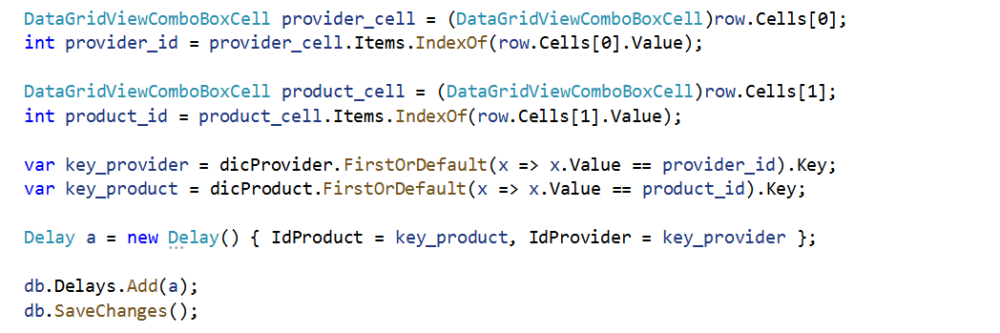 DataGridViewComboBoxCell provider_cell = (DataGridViewComboBoxCell)row.Cells[0];
int provider_id = provider_cell.Items.IndexOf(row.Cells[0].Value);
DataGridViewComboBoxCell product_cell = (DataGridViewComboBoxCell)row.Cells[1];
int product_id = product_cell.Items.IndexOf(row.Cells[1].Value);
var key_provider = dicProvider.FirstOrDefault(x => x.Value == provider_id).Key;
var key_product = dicProduct.FirstOrDefault(x => x.Value == product_id).Key;
Delay a = new Delay() { IdProduct = key_product, IdProvider = key_provider };
db.Delays.Add(a);
db.SaveChanges();